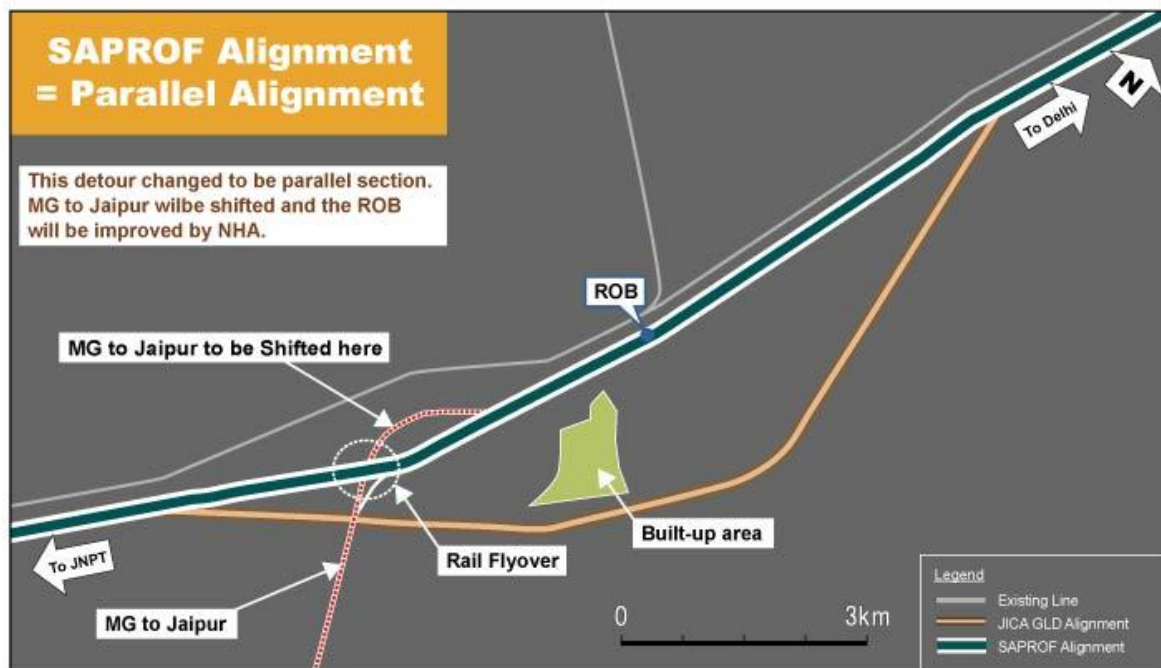 SAPROF Alignment
= Parallel Alignment
This detour changed to be parallel section.
MG to Jaipur wilbe shifted and the ROB
will be improved by NHA.
N
To Delhi
ROB
MG to Jaipur to be Shifted here
Built-up area
Rail Flyover
To JNPT
MG to Jaipur
0 3km
Legend
Existing Line
JICA GLD Alignment
SAPROF Alignment